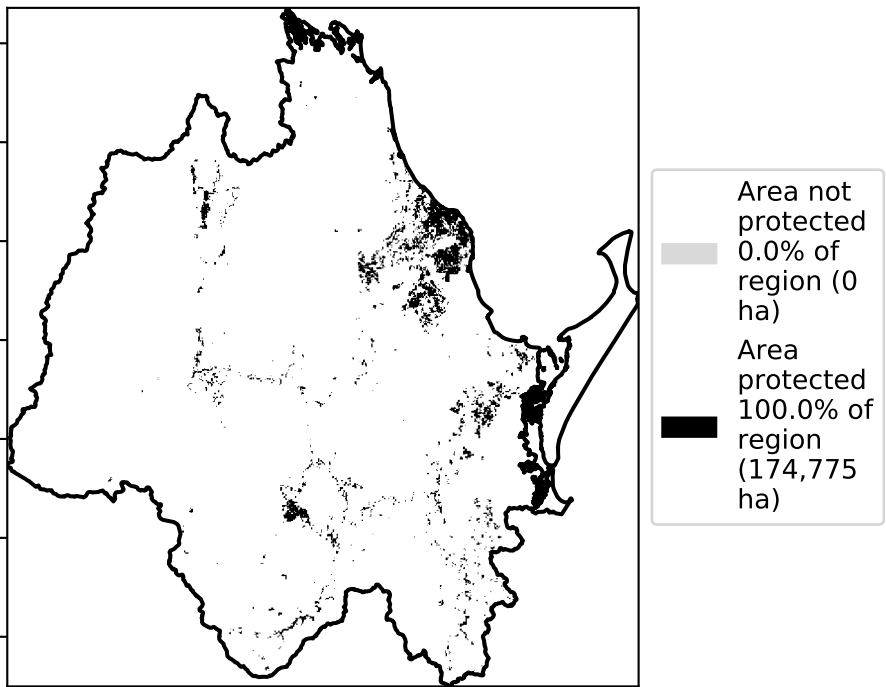 Area not
protected
0.0% of
region (0
ha)
Area
protected
100.0% of
region
(174,775
ha)